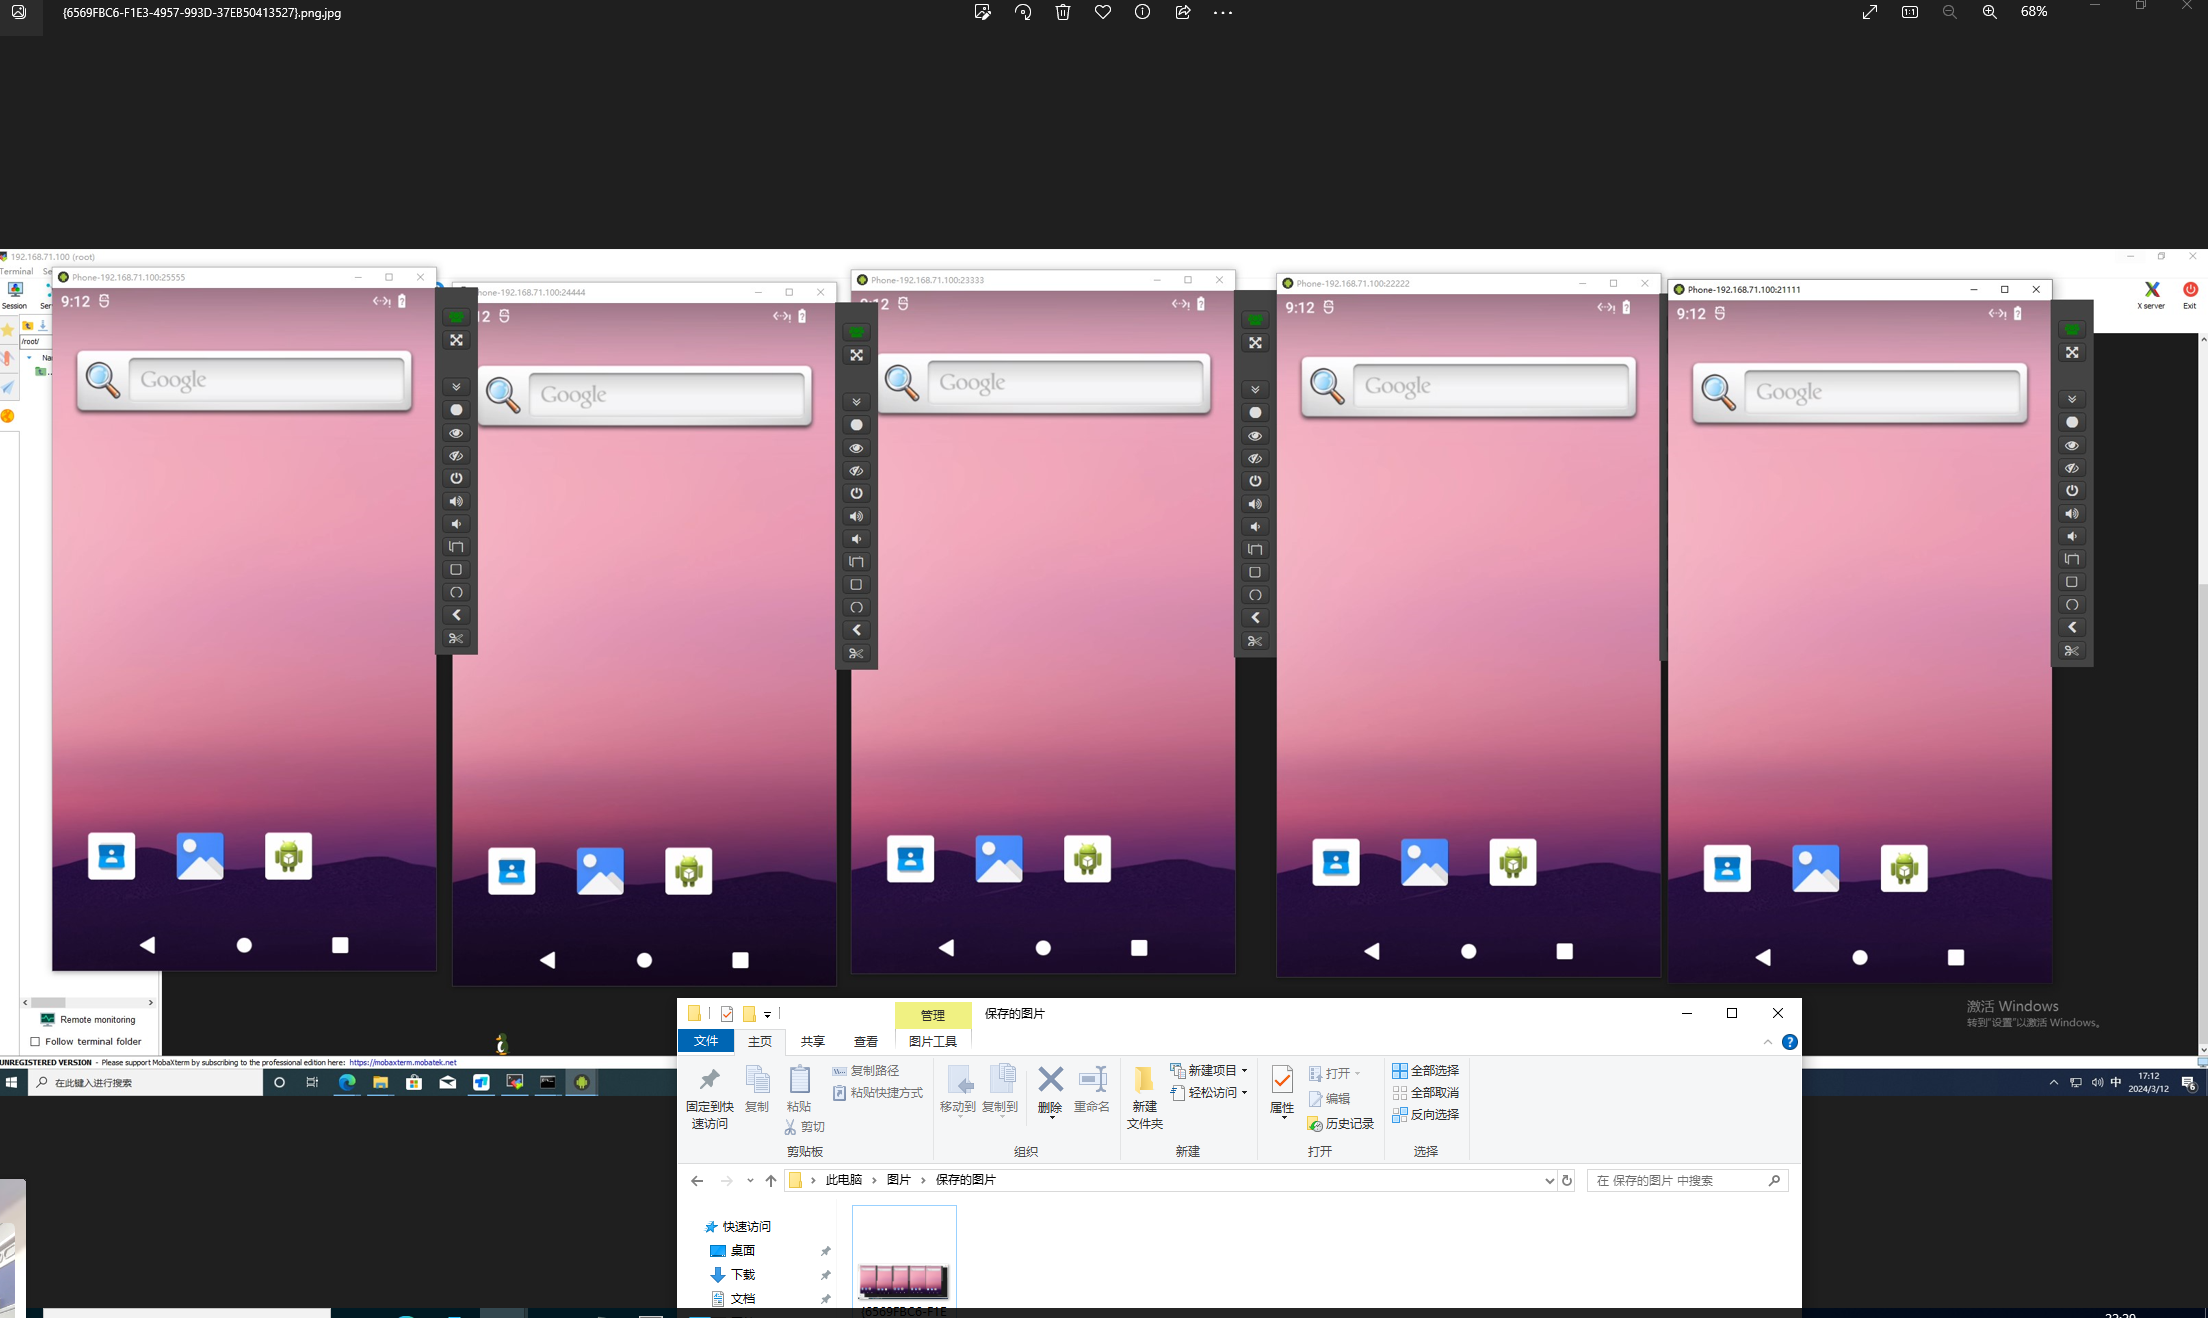 {6569FBC6-F1E3-4957-993D-37EB50413527}.png.jpg
68%
192.168.71.100 (root)
Terminal
Session
/root/
X server
Exit
Phone-192.168.71.100:25555
9:12
Google
hone-192.168.71.100:24444
12
Google
Phone-192.168.71.100:23333
12
Google
Phone-192.168.71.100:22222
9:12
Google
Phone-192.168.71.100:21111
9:12
Google
Remote monitoring
Follow terminal folder
UNREGISTERED VERSION - Please support MobaXterm by subscribing to the professional edition here: https://mobaxterm.mobatek.net
激活 Windows
转到"设置"以激活 Windows。
在此键入进行搜索
中
17:12
2024/3/12
管理
保存的图片
文件
主页
共享
查看
图片工具
固定到快速访问
复制
粘贴
复制路径
粘贴快捷方式
剪切
剪贴板
移动到
复制到
删除
重命名
组织
新建文件夹
新建项目
轻松访问
新建
属性
打开
编辑
历史记录
打开
全部选择
全部取消
反向选择
选择
此电脑
图片
保存的图片
在 保存的图片 中搜索
快速访问
桌面
下载
文档
{6569FBC6-F1E